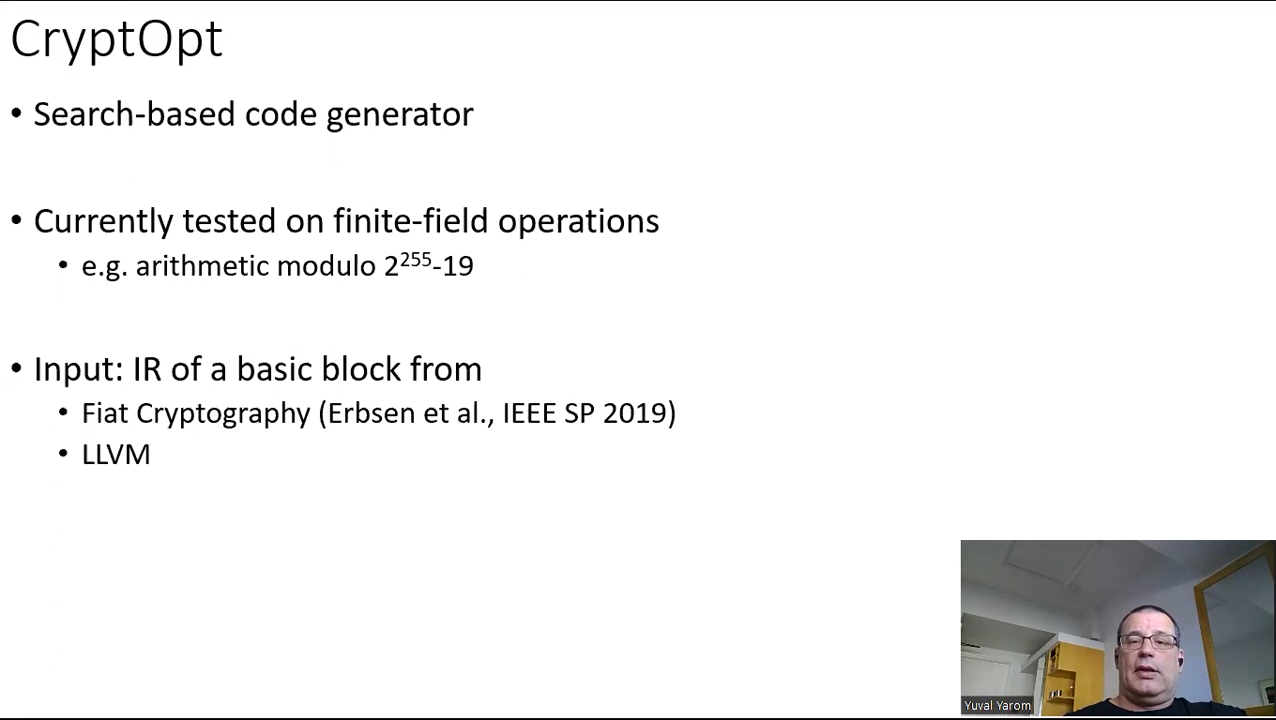 CryptOpt
• Search-based code generator
• Currently tested on finite-field operations
• e.g. arithmetic modulo 2²⁵⁵-19
• Input: IR of a basic block from
• Fiat Cryptography (Erbsen et al., IEEE SP 2019)
• LLVM
Yuval Yarom